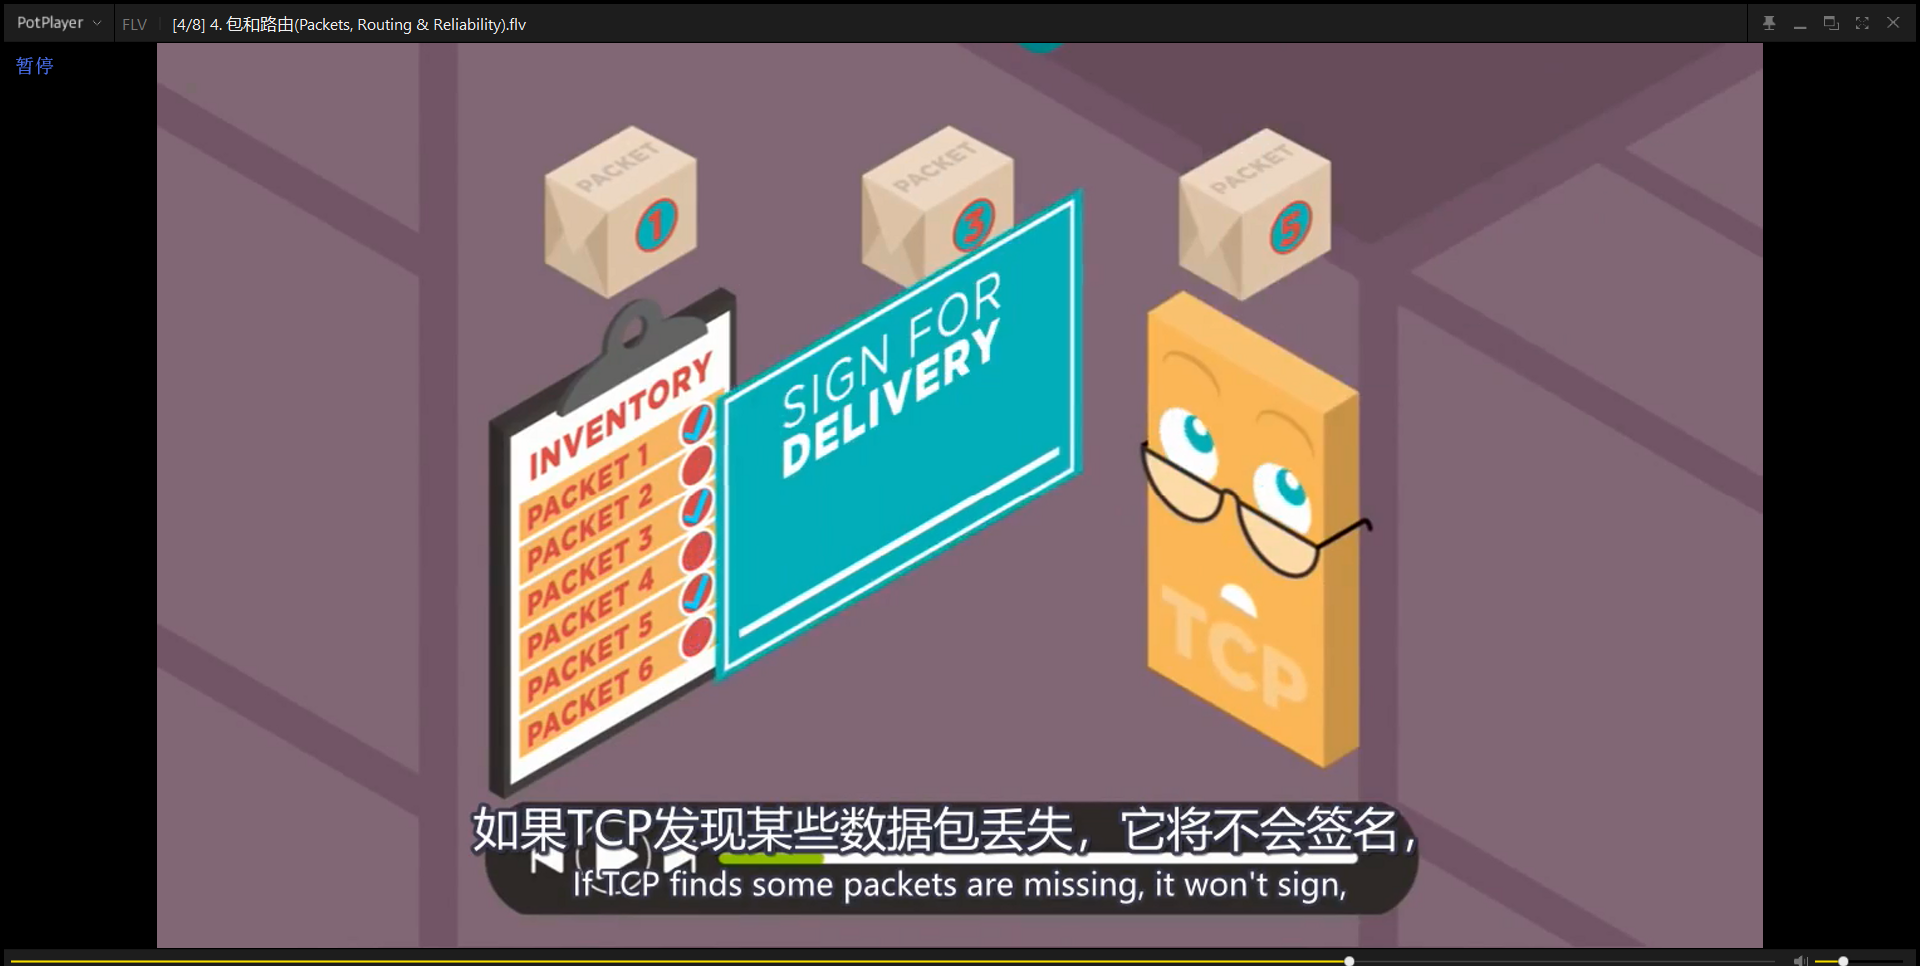 PotPlayer
FLV
[4/8] 4. 包和路由(Packets, Routing & Reliability).flv
暂停
PACKET
1
PACKET
3
PACKET
5
SIGN FOR
DELIVERY
INVENTORY
PACKET 1
PACKET 2
PACKET 3
PACKET 4
PACKET 5
PACKET 6
TCP
如果TCP发现某些数据包丢失，它将不会签名，
If TCP finds some packets are missing, it won't sign,